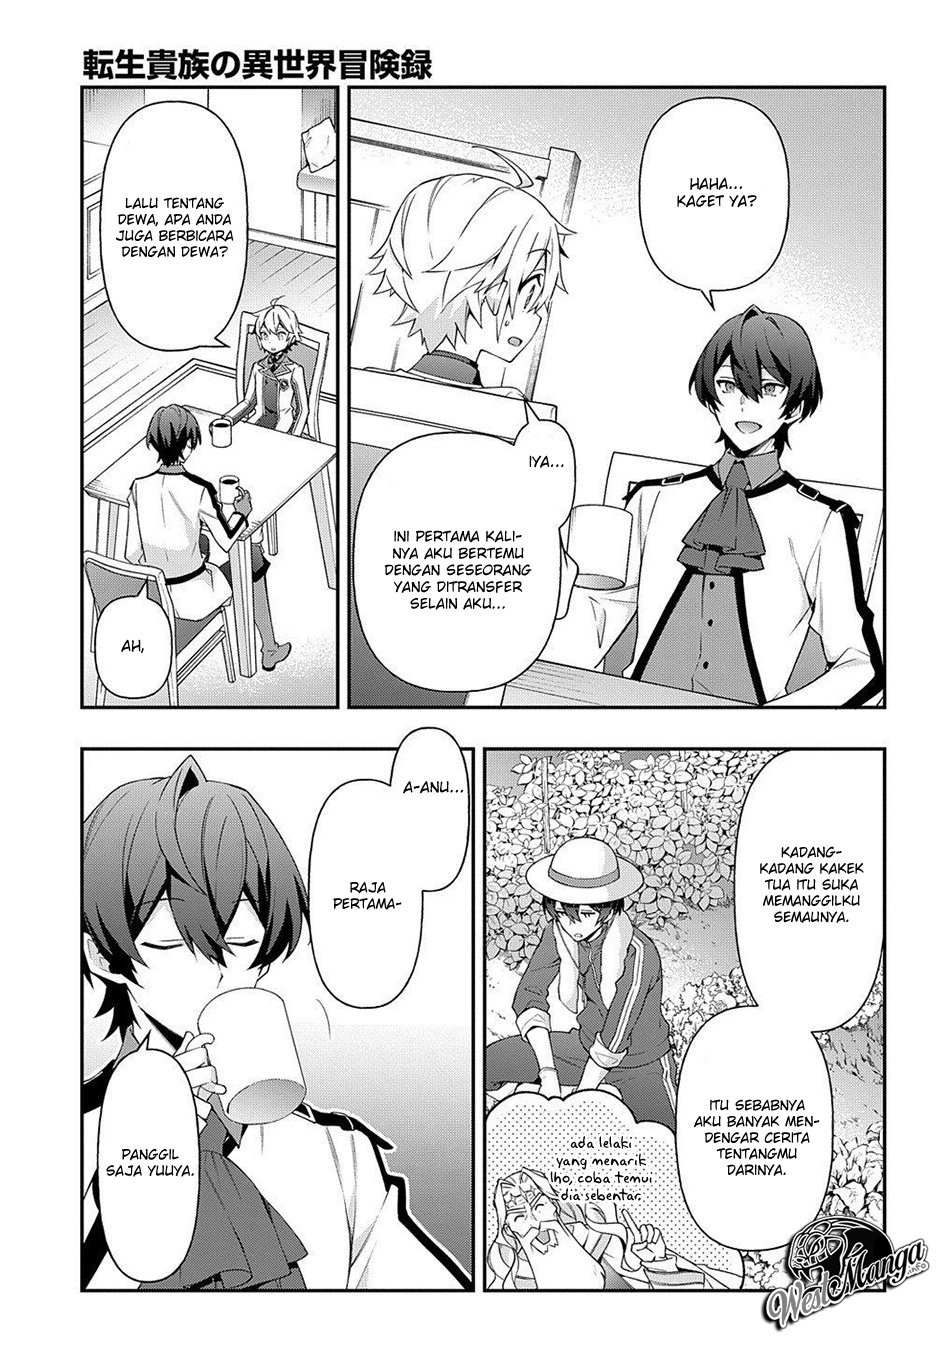 転生貴族の異世界冒険録
HAHA...
KAGET YA?
IYA...
INI PERTAMA KALI-
NYA AKU BERTEMU
DENGAN SESEORANG
YANG DITRANSFER
SELAIN AKU...
LALU TENTANG
DEWA, APA ANDA
JUGA BERBICARA
DENGAN DEWA?
AH,
KADANG-
KADANG KAKEK
TUA ITU SUKA
MEMANGGILKU
SEMAUNYA.
ITU SEBABNYA
AKU BANYAK MEN-
DENGAR CERITA
TENTANGMU
DARINYA.
ada lelaki
yang menarik
lho, coba temui
dia sebentar.
A-ANU...
RAJA
PERTAMA-
PANGGIL
SAJA YUUYA.
WestManga
.INFO